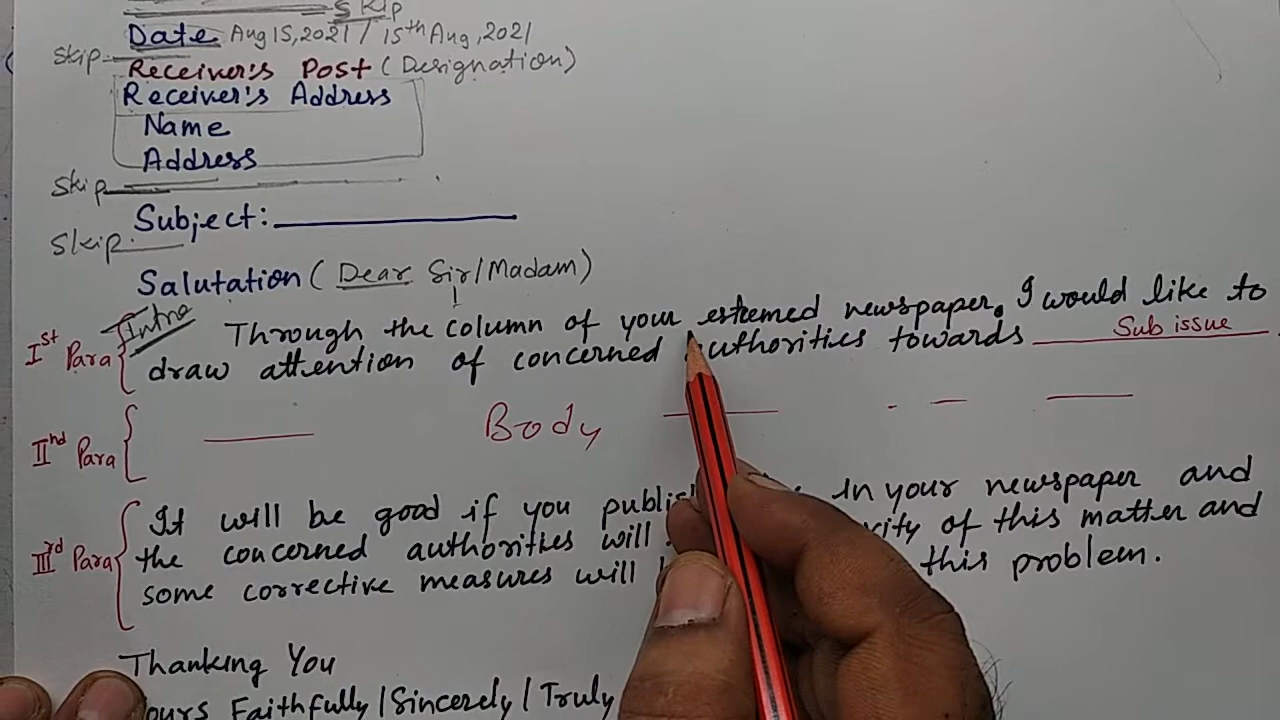 Skip
Date Aug 15, 2021 / 15th Aug, 2021
Skip
Receiver's Post (Designation)
Receiver's Address
Name
Address
Skip
Subject:
Skip
Salutation ( Dear Sir/Madam)
Intro
Ist Para Through the column of your esteemed newspaper. I would like to
draw attention of concerned authorities towards Sub issue
IInd Para Body
IIIrd Para It will be good if you publish in your newspaper and
the concerned authorities will of this matter and
some corrective measures will this problem.
Thanking You
Yours Faithfully /Sincerely / Truly